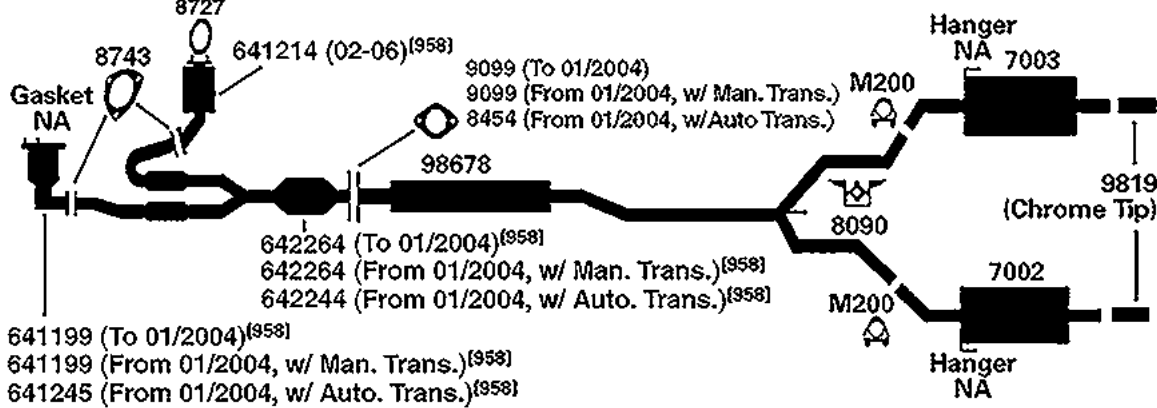 8727
8743
641214 (02-06)[958]
Gasket
NA
9099 (To 01/2004)
9099 (From 01/2004, w/ Man. Trans.)
8454 (From 01/2004, w/Auto Trans.)
Hanger
NA
7003
M200
98678
9819
(Chrome Tip)
8090
642264 (To 01/2004)[958]
642264 (From 01/2004, w/ Man. Trans.)[958]
642244 (From 01/2004, w/ Auto. Trans.)[958]
7002
M200
641199 (To 01/2004)[958]
641199 (From 01/2004, w/ Man. Trans.)[958]
641245 (From 01/2004, w/ Auto. Trans.)[958]
Hanger
NA